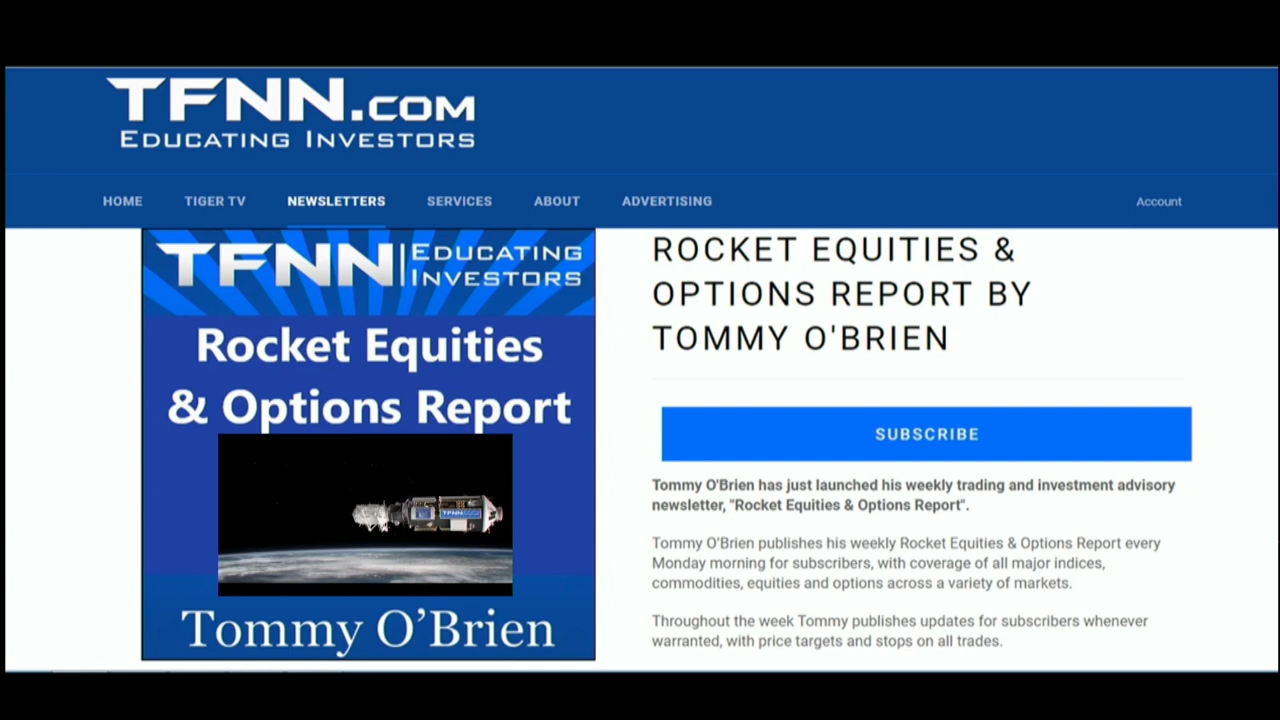 TFNN.COM
EDUCATING INVESTORS
HOME TIGER TV NEWSLETTERS SERVICES ABOUT ADVERTISING Account
TFNN EDUCATING
INVESTORS
Rocket Equities
& Options Report
TFNN
Tommy O’Brien
ROCKET EQUITIES &
OPTIONS REPORT BY
TOMMY O'BRIEN
SUBSCRIBE
Tommy O'Brien has just launched his weekly trading and investment advisory
newsletter, "Rocket Equities & Options Report".
Tommy O’Brien publishes his weekly Rocket Equities & Options Report every
Monday morning for subscribers, with coverage of all major indices,
commodities, equities and options across a variety of markets.
Throughout the week Tommy publishes updates for subscribers whenever
warranted, with price targets and stops on all trades.